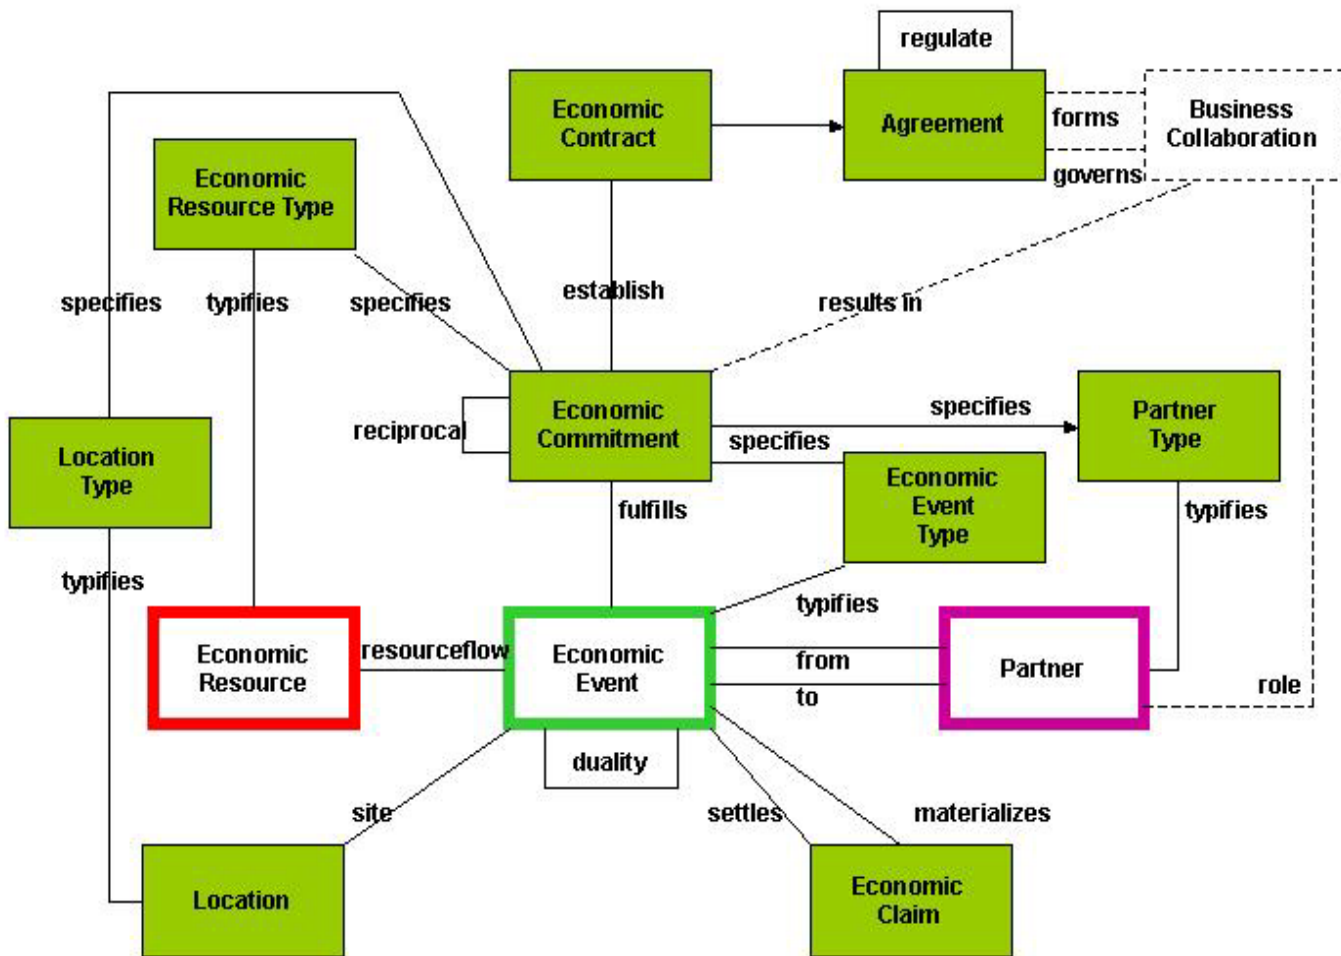 regulate
Economic
Contract
Agreement
forms
governs
Business
Collaboration
Economic
Resource Type
specifies
typifies
specifies
establish
results in
reciprocal
Economic
Commitment
specifies
specifies
Partner
Type
Location
Type
Economic
Event
Type
fulfills
typifies
typifies
typifies
Economic
Resource
resourceflow
Economic
Event
from
to
Partner
role
duality
site
settles
materializes
Location
Economic
Claim